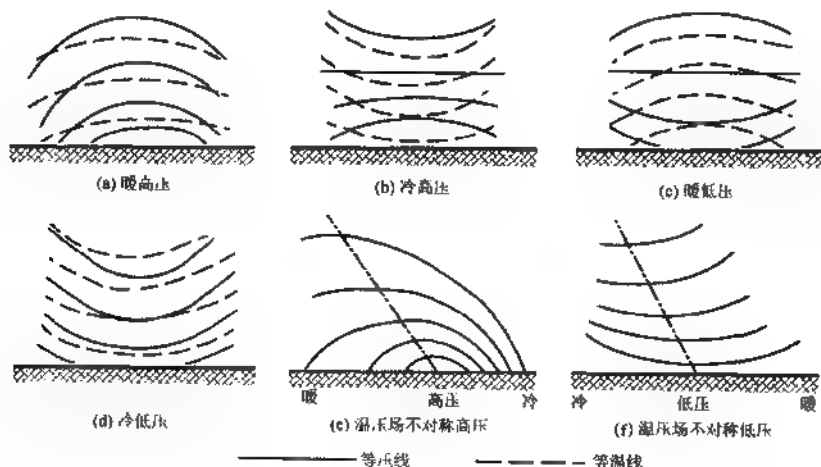 (a) 暖高压
(b) 冷高压
(c) 暖低压
(d) 冷低压
暖 高压 冷
(e) 温压场不对称高压
冷 低压 暖
(f) 温压场不对称低压
等压线 等温线